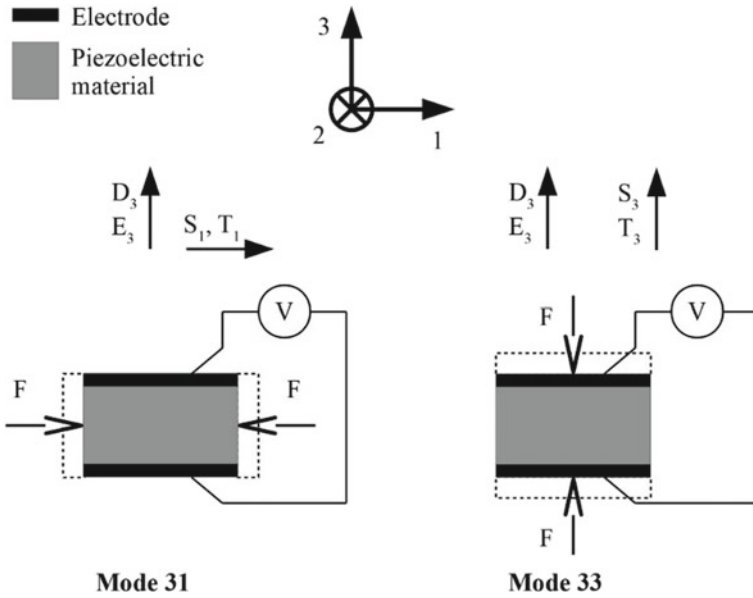 Electrode
Piezoelectric
material
3
2
1
D3
E3
S1, T1
D3
E3
S3
T3
V
F
F
F
V
F
Mode 31
Mode 33